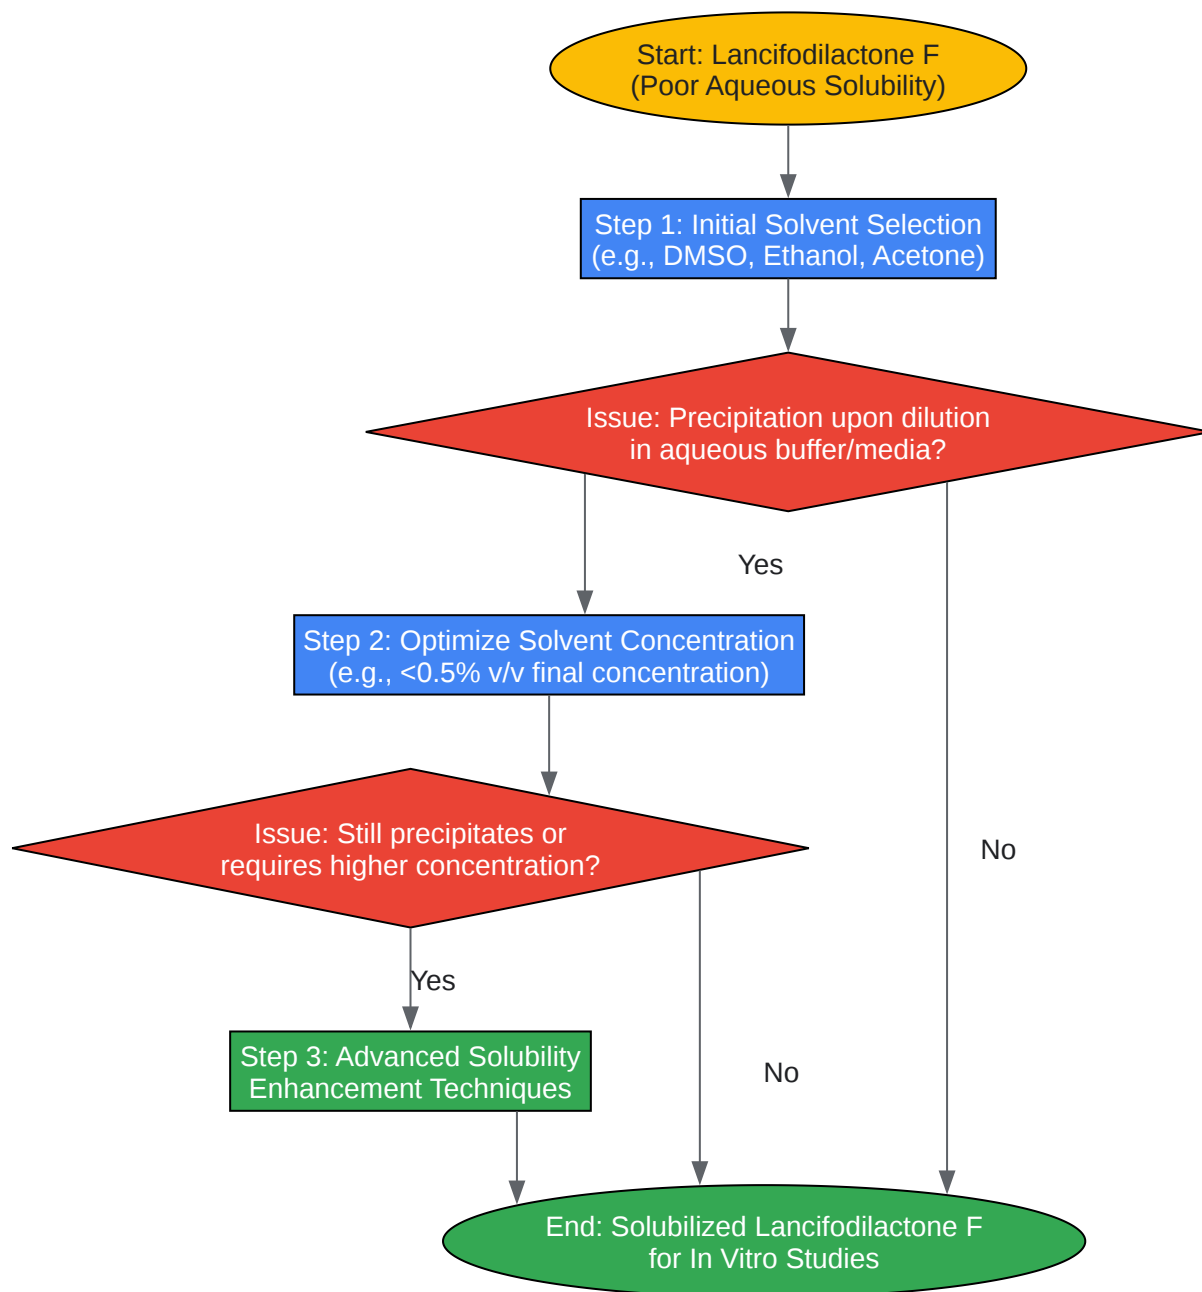 Start: Lancifodilactone F
(Poor Aqueous Solubility)
Step 1: Initial Solvent Selection
(e.g., DMSO, Ethanol, Acetone)
Issue: Precipitation upon dilution
in aqueous buffer/media?
Yes
Step 2: Optimize Solvent Concentration
(e.g., <0.5% v/v final concentration)
Issue: Still precipitates or
requires higher concentration?
No
Yes
Step 3: Advanced Solubility
Enhancement Techniques
No
End: Solubilized Lancifodilactone F
for In Vitro Studies